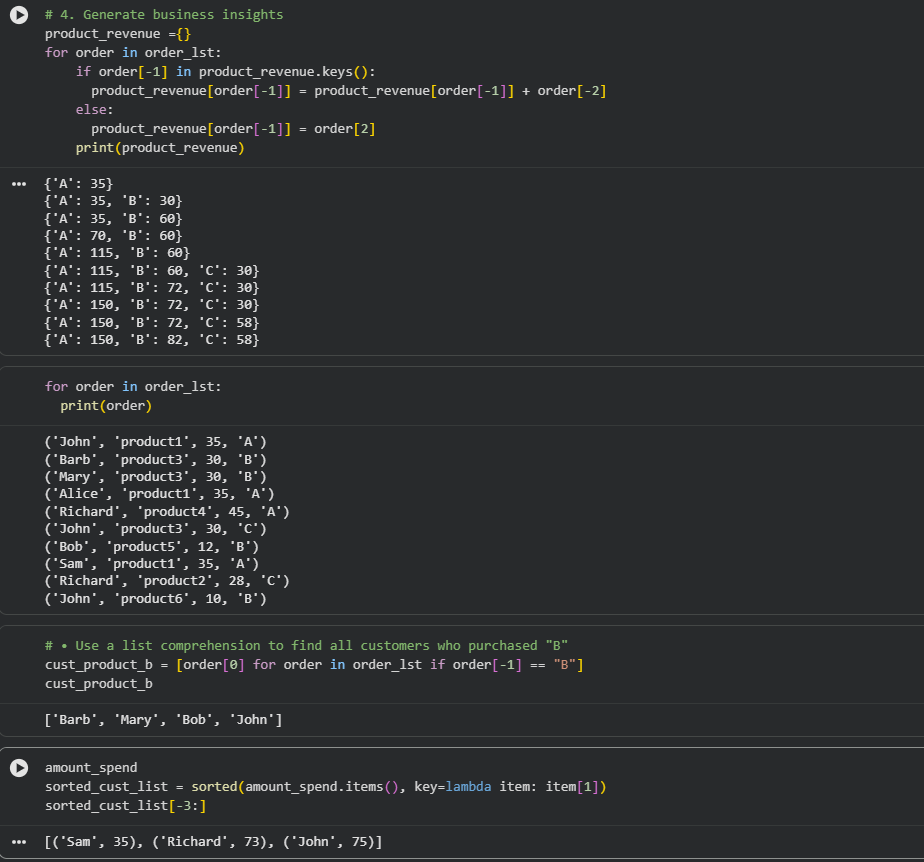 # 4. Generate business insights
product_revenue ={}
for order in order_lst:
    if order[-1] in product_revenue.keys():
      product_revenue[order[-1]] = product_revenue[order[-1]] + order[-2]
    else:
      product_revenue[order[-1]] = order[2]
    print(product_revenue)
{'A': 35}
{'A': 35, 'B': 30}
{'A': 35, 'B': 60}
{'A': 70, 'B': 60}
{'A': 115, 'B': 60}
{'A': 115, 'B': 60, 'C': 30}
{'A': 115, 'B': 72, 'C': 30}
{'A': 150, 'B': 72, 'C': 30}
{'A': 150, 'B': 72, 'C': 58}
{'A': 150, 'B': 82, 'C': 58}
for order in order_lst:
  print(order)
('John', 'product1', 35, 'A')
('Barb', 'product3', 30, 'B')
('Mary', 'product3', 30, 'B')
('Alice', 'product1', 35, 'A')
('Richard', 'product4', 45, 'A')
('John', 'product3', 30, 'C')
('Bob', 'product5', 12, 'B')
('Sam', 'product1', 35, 'A')
('Richard', 'product2', 28, 'C')
('John', 'product6', 10, 'B')
# • Use a list comprehension to find all customers who purchased "B"
cust_product_b = [order[0] for order in order_lst if order[-1] == "B"]
cust_product_b
['Barb', 'Mary', 'Bob', 'John']
amount_spend
sorted_cust_list = sorted(amount_spend.items(), key=lambda item: item[1])
sorted_cust_list[-3:]
[('Sam', 35), ('Richard', 73), ('John', 75)]